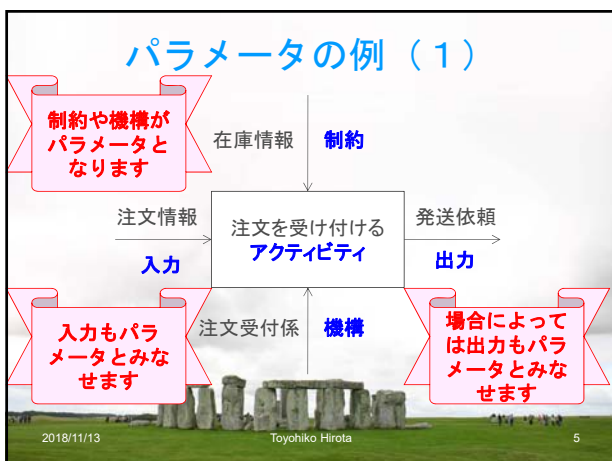 パラメータの例（１）
制約や機構が
パラメータと
なります
在庫情報
制約
注文情報
入力
注文を受け付ける
アクティビティ
発送依頼
出力
入力もパラ
メータとみな
せます
注文受付係
機構
場合によって
は出力もパラ
メータとみな
せます
2018/11/13
Toyohiko Hirota
5